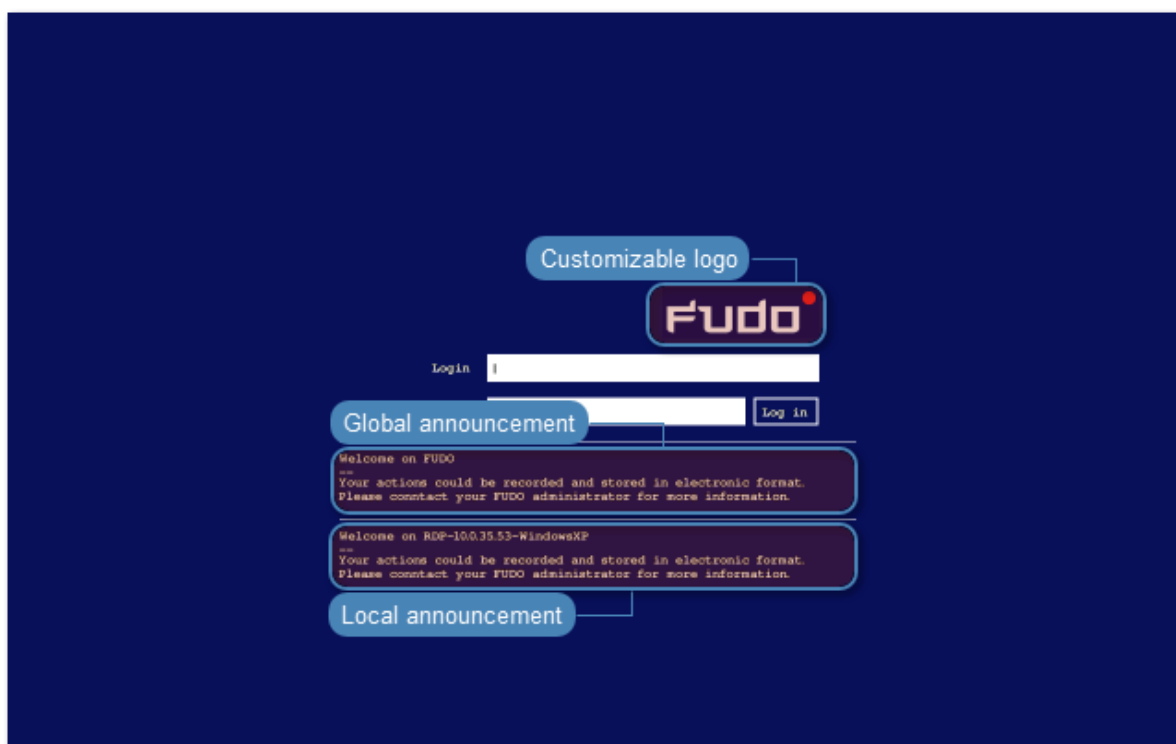 Customizable logo
FUDO
Login
Log in
Global announcement
Welcome on FUDO
--
Your actions could be recorded and stored in electronic format.
Please conntact your FUDO administrator for more information.
Welcome on RDP-10.0.35.53-WindowsXP
--
Your actions could be recorded and stored in electronic format.
Please conntact your FUDO administrator for more information.
Local announcement